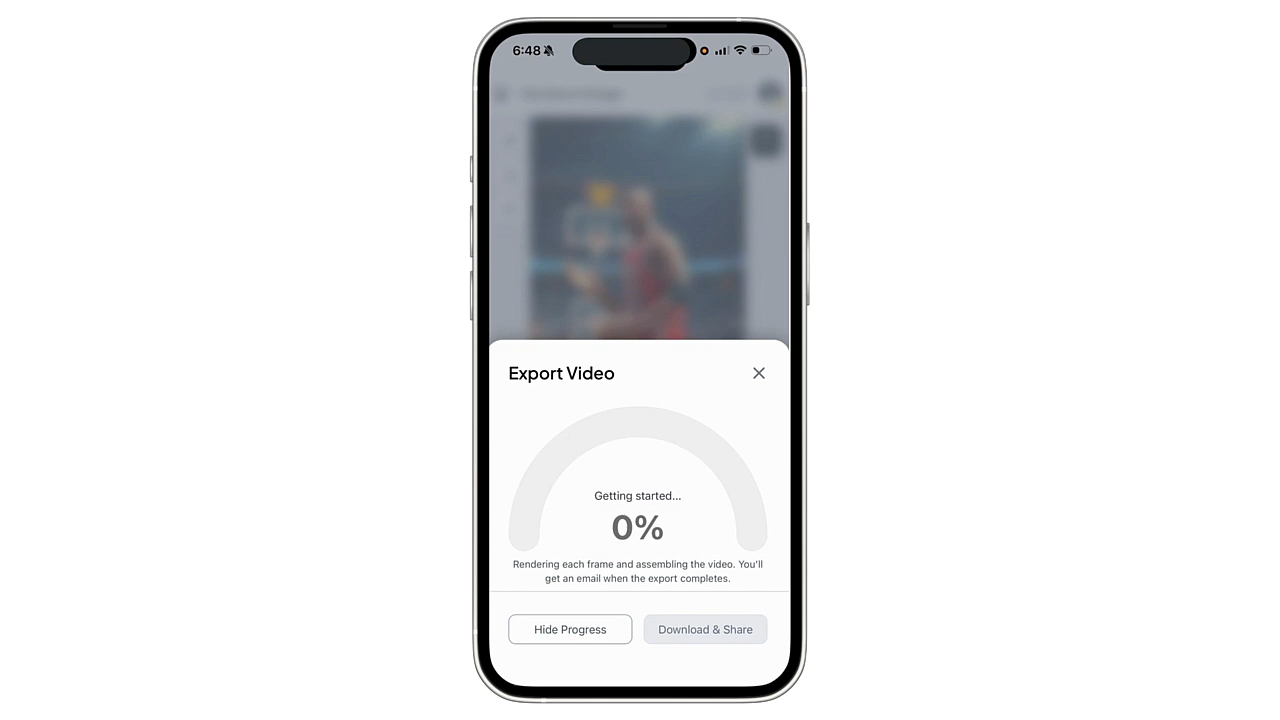 6:48
Export Video
Getting started...
0%
Rendering each frame and assembling the video. You'll
get an email when the export completes.
Hide Progress
Download & Share